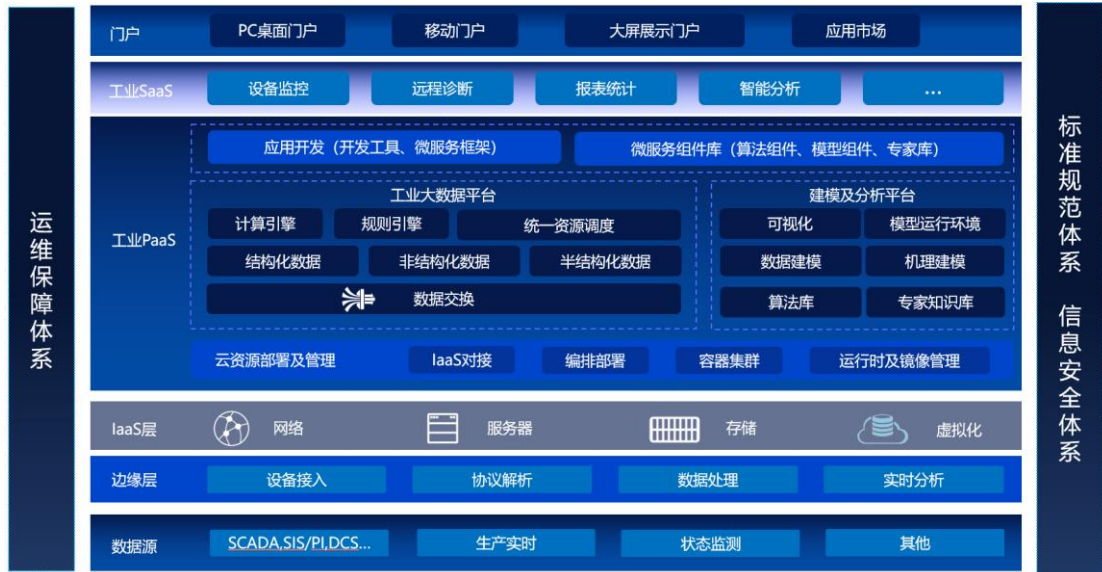 运维保障体系
门户
PC桌面门户
移动门户
大屏展示门户
应用市场
工业SaaS
设备监控
远程诊断
报表统计
智能分析
...
工业PaaS
应用开发（开发工具、微服务框架）
微服务组件库（算法组件、模型组件、专家库）
工业大数据平台
计算引擎
规则引擎
统一资源调度
结构化数据
非结构化数据
半结构化数据
数据交换
建模及分析平台
可视化
模型运行环境
数据建模
机理建模
算法库
专家知识库
云资源部署及管理
IaaS对接
编排部署
容器集群
运行时及镜像管理
IaaS层
网络
服务器
存储
虚拟化
边缘层
设备接入
协议解析
数据处理
实时分析
数据源
SCADA,SIS/PI,DCS...
生产实时
状态监测
其他
标准规范体系 信息安全体系